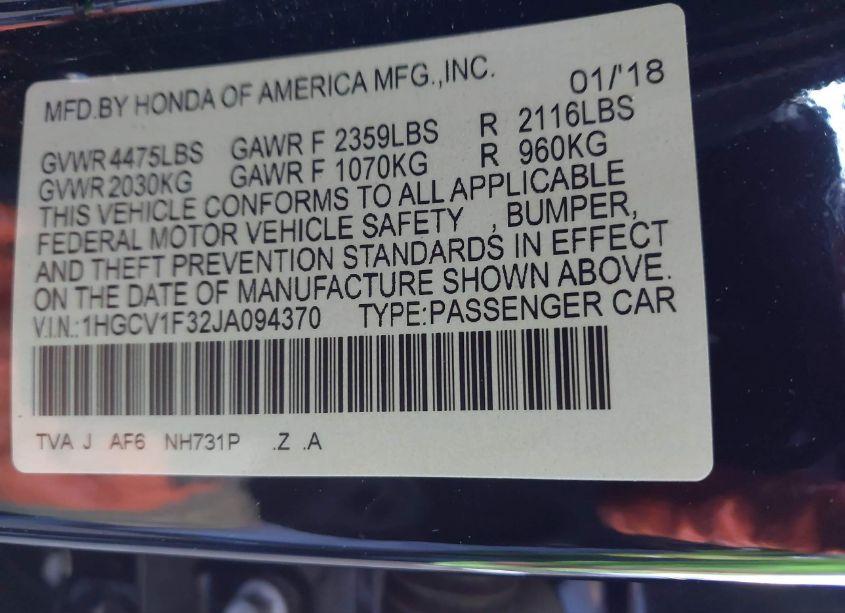 MFD.BY HONDA OF AMERICA MFG.,INC. 01/'18
GVWR 4475LBS GAWR F 2359LBS R 2116LBS
GVWR 2030KG GAWR F 1070KG R 960KG
THIS VEHICLE CONFORMS TO ALL APPLICABLE
FEDERAL MOTOR VEHICLE SAFETY , BUMPER,
AND THEFT PREVENTION STANDARDS IN EFFECT
ON THE DATE OF MANUFACTURE SHOWN ABOVE.
V.I.N.:1HGCV1F32JA094370 TYPE:PASSENGER CAR
TVA J AF6 NH731P .Z .A